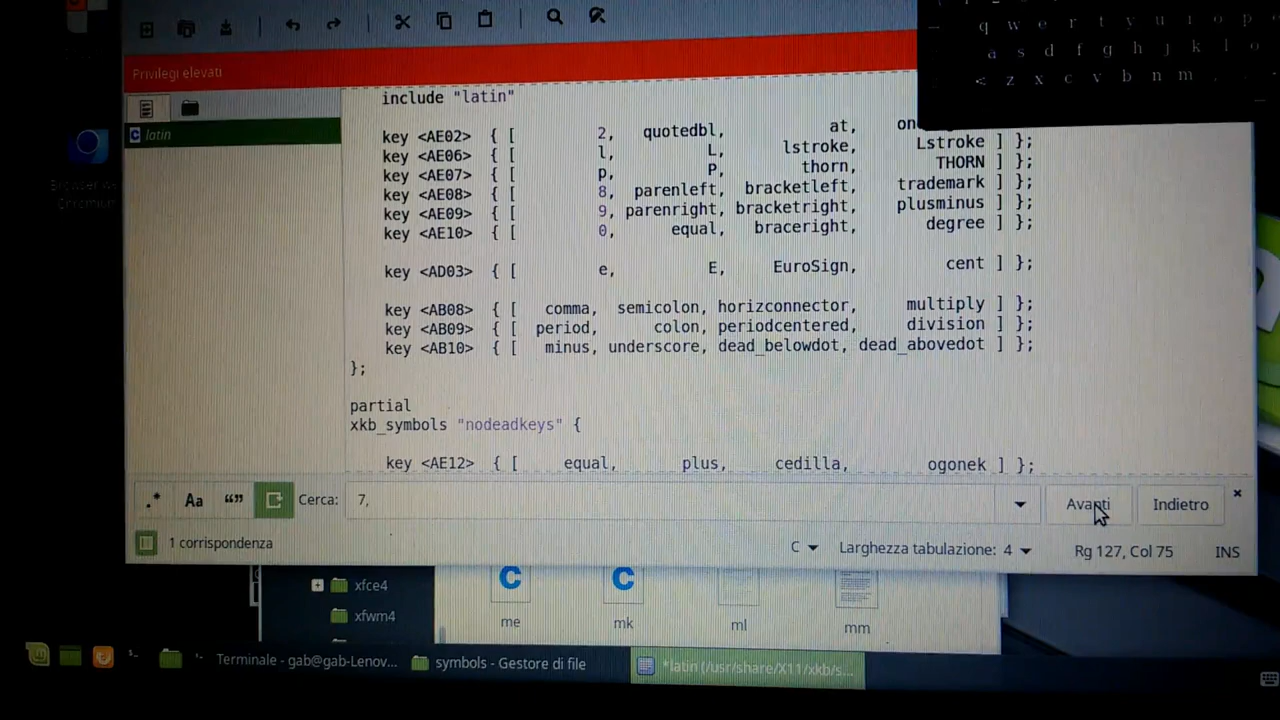 q w e r t y u i o p
a s d f g h j k l o
< z x c v b n m
Privilegi elevati
latin
include "latin"
key <AE02> { [ 2, quotedbl, at,
key <AE06> { [ l, L, lstroke, Lstroke ] };
key <AE07> { [ p, P, thorn, THORN ] };
key <AE08> { [ 8, parenleft, bracketleft, trademark ] };
key <AE09> { [ 9, parenright, bracketright, plusminus ] };
key <AE10> { [ 0, equal, braceright, degree ] };
key <AD03> { [ e, E, EuroSign, cent ] };
key <AB08> { [ comma, semicolon, horizconnector, multiply ] };
key <AB09> { [ period, colon, periodcentered, division ] };
key <AB10> { [ minus, underscore, dead_belowdot, dead_abovedot ] };
};
partial
xkb_symbols "nodeadkeys" {
key <AE12> { [ equal, plus, cedilla, ogonek ] };
.* Aa “” Cerca: 7, Avanti Indietro
1 corrispondenza C Larghezza tabulazione: 4 Rg 127, Col 75 INS
xfce4
xfwm4
me mk ml mm
Terminale - gab@gab-Lenov... symbols - Gestore di file *latin (/usr/share/X11/xkb/s...